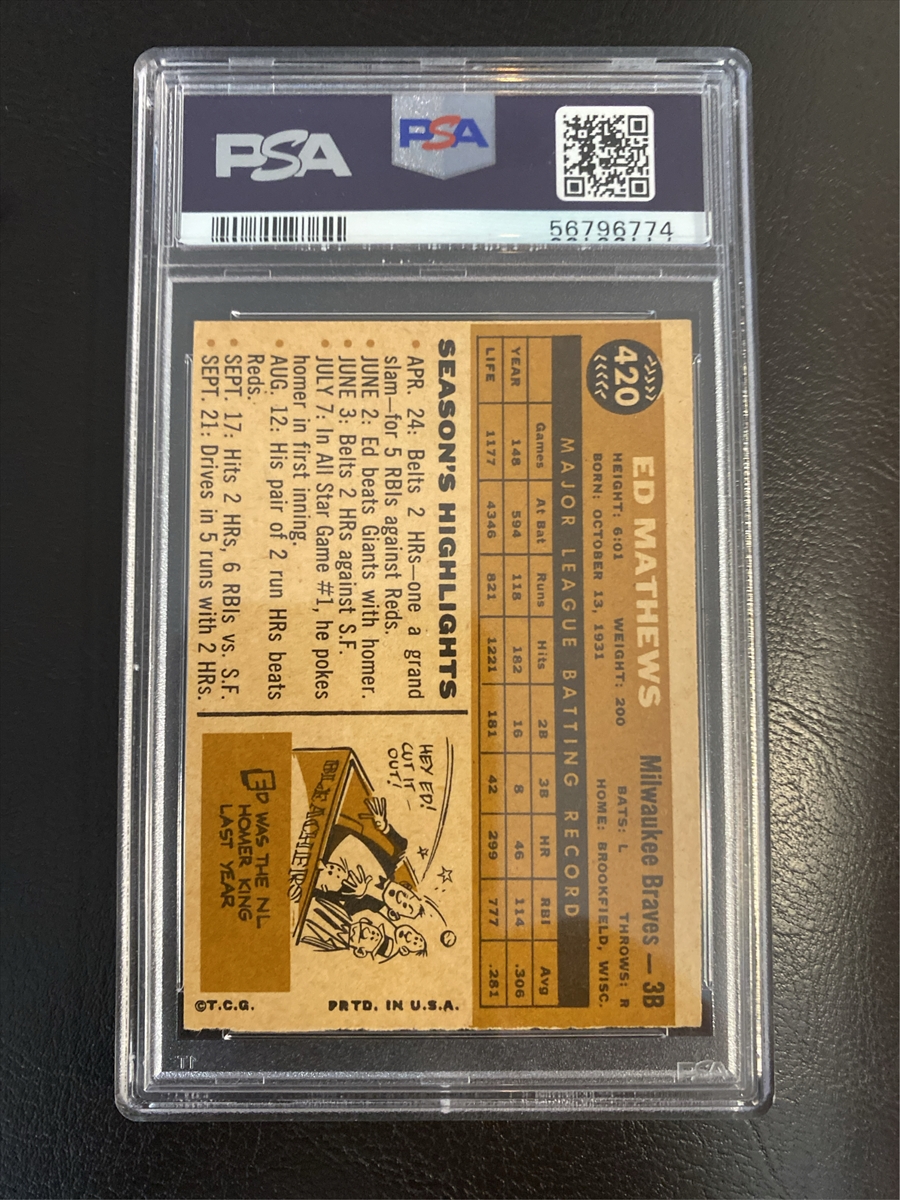 PSA
PSA
56796774
420
ED MATHEWS
Milwaukee Braves — 3B
HEIGHT: 6:01 WEIGHT: 200 BATS: L THROWS: R
BORN: OCTOBER 13, 1931 HOME: BROOKFIELD, WISC.
MAJOR LEAGUE BATTING RECORD
Games At Bat Runs Hits 2B 3B HR RBI Avg
YEAR 148 594 118 182 16 8 46 114 .306
LIFE 1177 4346 821 1221 181 42 299 777 .281
SEASON'S HIGHLIGHTS
• APR. 24: Belts 2 HRs—one a grand
slam—for 5 RBIs against Reds.
• JUNE 2: Ed beats Giants with homer.
• JUNE 3: Belts 2 HRs against S.F.
• JULY 7: In All Star Game #1, he pokes
homer in first inning.
• AUG. 12: His pair of 2 run HRs beats
Reds.
• SEPT. 17: Hits 2 HRs, 6 RBIs vs. S.F.
• SEPT. 21: Drives in 5 runs with 2 HRs.
HEY ED!
CUT IT
OUT!
BLEACHERS
ED WAS THE NL
HOMER KING
LAST YEAR
©T.C.G. PRTD. IN U.S.A.
PSA